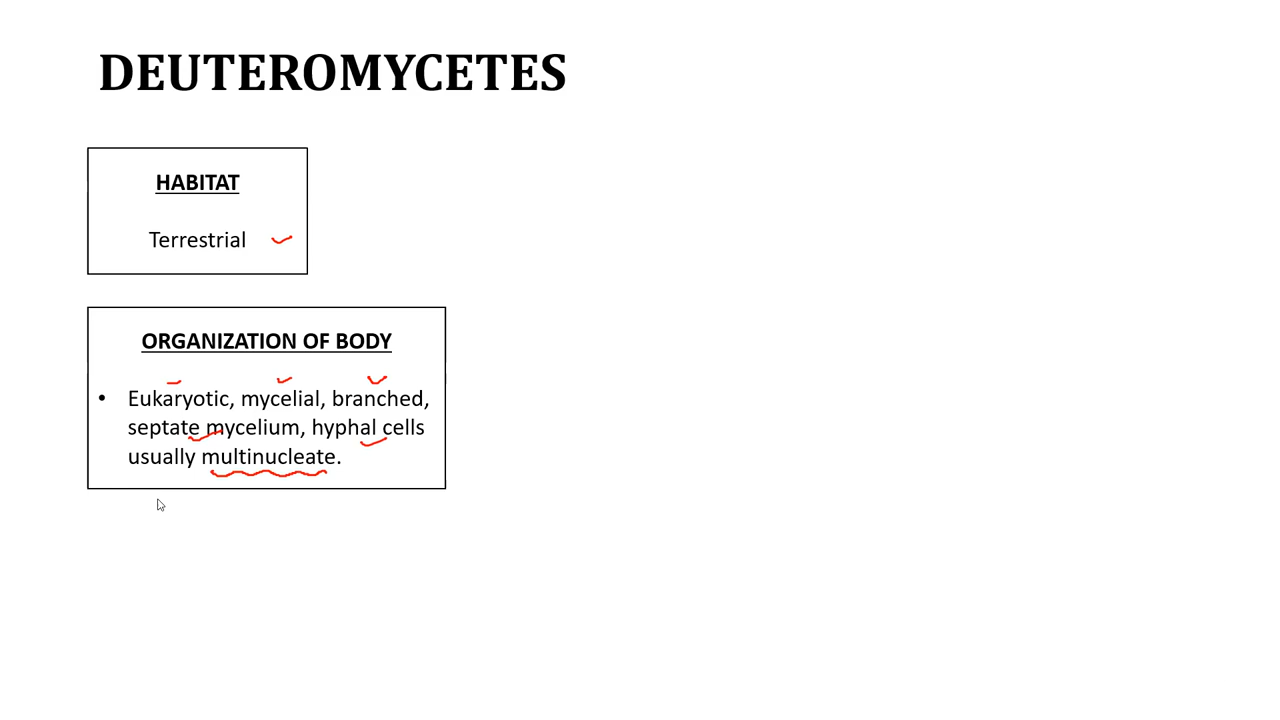 DEUTEROMYCETES
HABITAT
Terrestrial
ORGANIZATION OF BODY
• Eukaryotic, mycelial, branched,
septate mycelium, hyphal cells
usually multinucleate.